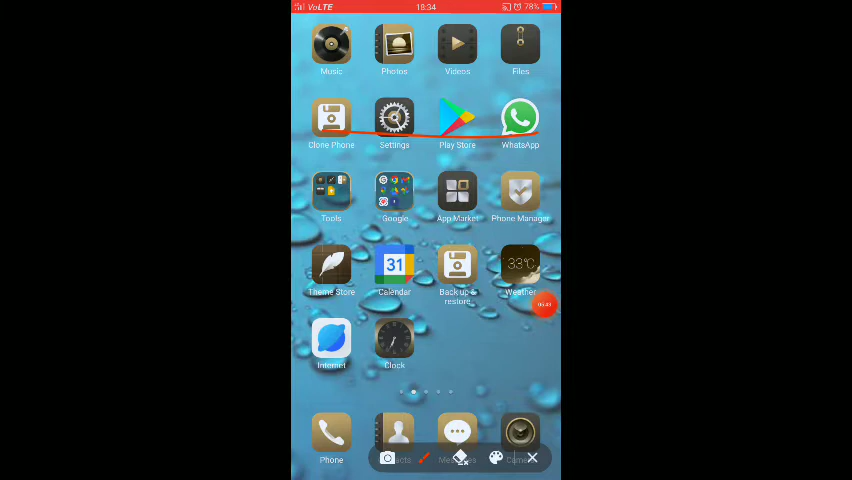 VoLTE 18:34 78%
Music Photos Videos Files
Clone Phone Settings Play Store WhatsApp
Tools Google App Market Phone Manager
33°C
31
Theme Store Calendar Back up & restore Weather
Internet Clock
Phone